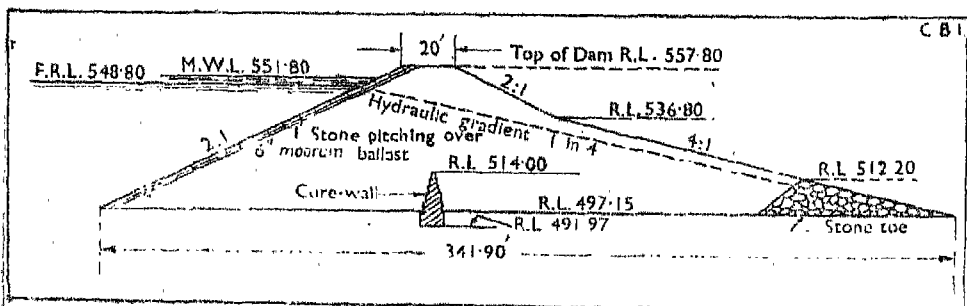 C B I
20'
Top of Dam R.L. 557·80
F.R.L. 548·80
M.W.L. 551·80
2:1
R.L. 536·80
Hydraulic gradient 1 in 4
4:1
2:1
1' Stone pitching over
6" moorum ballast
R.L 514·00
R.L 512 20
Core-wall
R.L. 497·15
R.L 491 97
Stone toe
341·90'